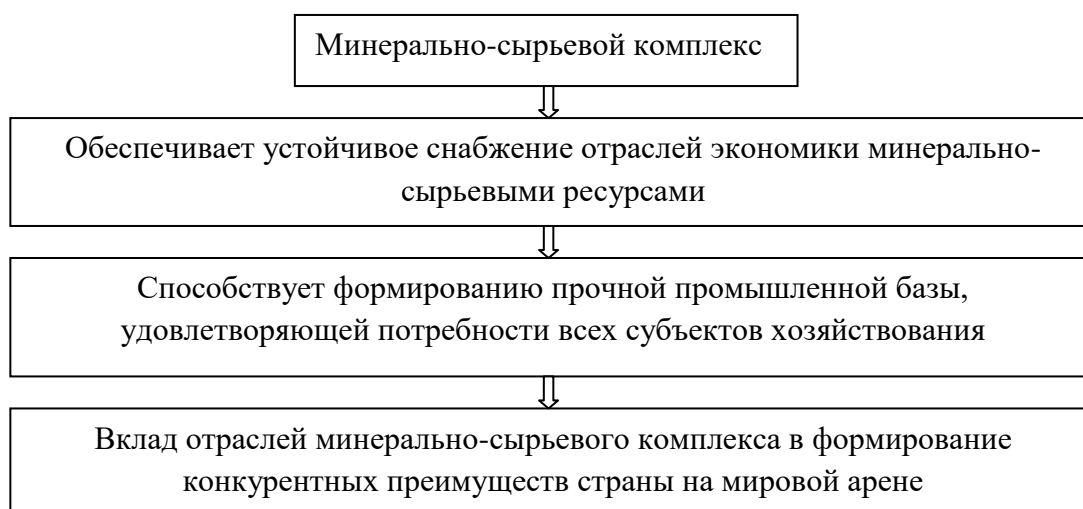 Минерально-сырьевой комплекс
Обеспечивает устойчивое снабжение отраслей экономики минерально-
сырьевыми ресурсами
Способствует формированию прочной промышленной базы,
удовлетворяющей потребности всех субъектов хозяйствования
Вклад отраслей минерально-сырьевого комплекса в формирование
конкурентных преимуществ страны на мировой арене